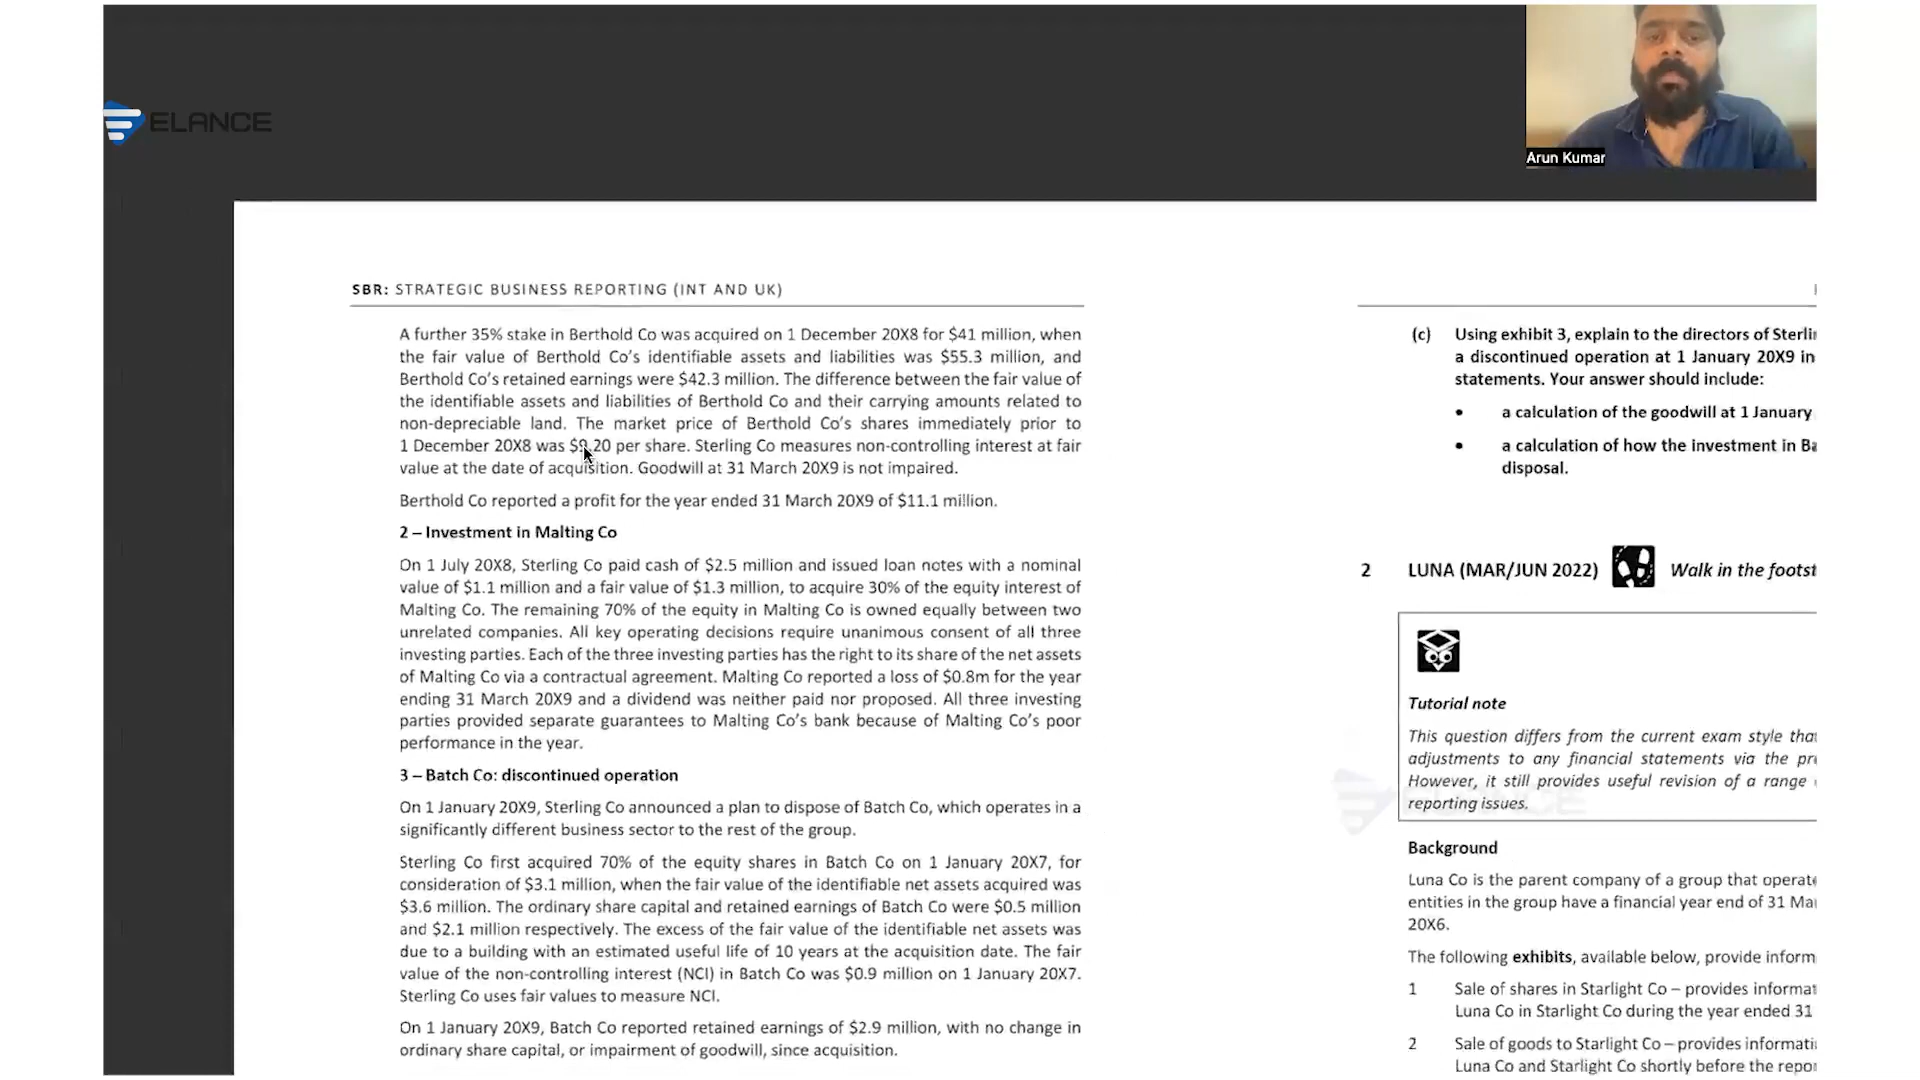 ELANCE
Arun Kumar
SBR: STRATEGIC BUSINESS REPORTING (INT AND UK)
A further 35% stake in Berthold Co was acquired on 1 December 20X8 for $41 million, when
the fair value of Berthold Co's identifiable assets and liabilities was $55.3 million, and
Berthold Co's retained earnings were $42.3 million. The difference between the fair value of
the identifiable assets and liabilities of Berthold Co and their carrying amounts related to
non-depreciable land. The market price of Berthold Co's shares immediately prior to
1 December 20X8 was $9.20 per share. Sterling Co measures non-controlling interest at fair
value at the date of acquisition. Goodwill at 31 March 20X9 is not impaired.
Berthold Co reported a profit for the year ended 31 March 20X9 of $11.1 million.
2 – Investment in Malting Co
On 1 July 20X8, Sterling Co paid cash of $2.5 million and issued loan notes with a nominal
value of $1.1 million and a fair value of $1.3 million, to acquire 30% of the equity interest of
Malting Co. The remaining 70% of the equity in Malting Co is owned equally between two
unrelated companies. All key operating decisions require unanimous consent of all three
investing parties. Each of the three investing parties has the right to its share of the net assets
of Malting Co via a contractual agreement. Malting Co reported a loss of $0.8m for the year
ending 31 March 20X9 and a dividend was neither paid nor proposed. All three investing
parties provided separate guarantees to Malting Co's bank because of Malting Co's poor
performance in the year.
3 – Batch Co: discontinued operation
On 1 January 20X9, Sterling Co announced a plan to dispose of Batch Co, which operates in a
significantly different business sector to the rest of the group.
Sterling Co first acquired 70% of the equity shares in Batch Co on 1 January 20X7, for
consideration of $3.1 million, when the fair value of the identifiable net assets acquired was
$3.6 million. The ordinary share capital and retained earnings of Batch Co were $0.5 million
and $2.1 million respectively. The excess of the fair value of the identifiable net assets was
due to a building with an estimated useful life of 10 years at the acquisition date. The fair
value of the non-controlling interest (NCI) in Batch Co was $0.9 million on 1 January 20X7.
Sterling Co uses fair values to measure NCI.
On 1 January 20X9, Batch Co reported retained earnings of $2.9 million, with no change in
ordinary share capital, or impairment of goodwill, since acquisition.
(c) Using exhibit 3, explain to the directors of
a discontinued operation at 1 January 20X9
statements. Your answer should include:
• a calculation of the goodwill at 1 January
• a calculation of how the investment in
disposal.
2 LUNA (MAR/JUN 2022) Walk in the
Tutorial note
This question differs from the current exam style
adjustments to any financial statements via the
However, it still provides useful revision of a range
reporting issues.
ELANCE
Background
Luna Co is the parent company of a group that
entities in the group have a financial year end of 31
20X6.
The following exhibits, available below, provide
1 Sale of shares in Starlight Co – provides
Luna Co in Starlight Co during the year ended 31
2 Sale of goods to Starlight Co – provides
Luna Co and Starlight Co shortly before the